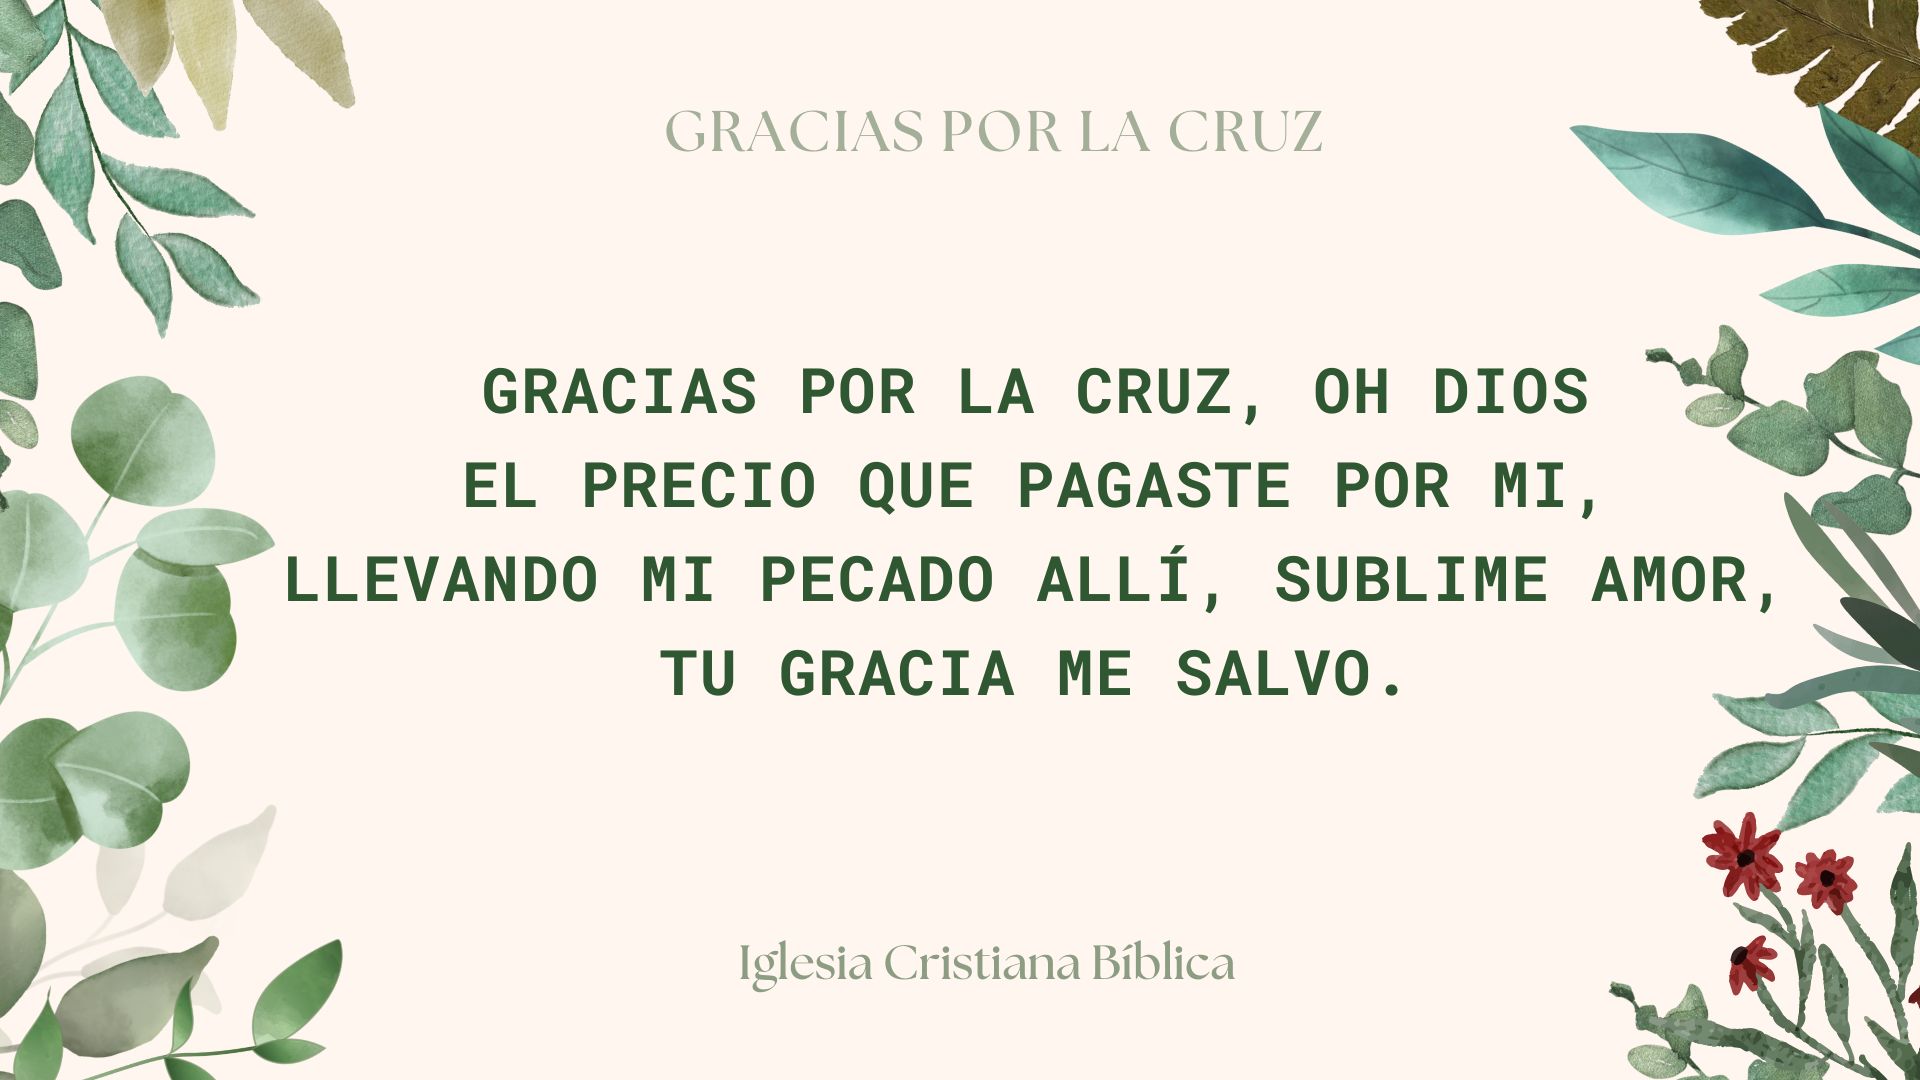 GRACIAS POR LA CRUZ
GRACIAS POR LA CRUZ, OH DIOS
EL PRECIO QUE PAGASTE POR MI,
LLEVANDO MI PECADO ALLÍ, SUBLIME AMOR,
TU GRACIA ME SALVO.
Iglesia Cristiana Bíblica